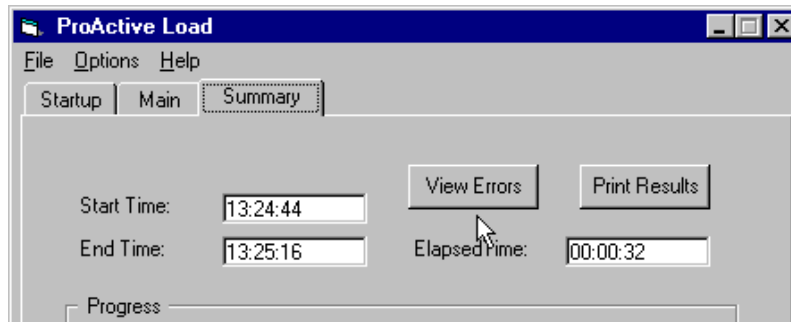 ProActive Load
File Options Help
Startup Main Summary
View Errors Print Results
Start Time: 13:24:44
End Time: 13:25:16 Elapsed Time: 00:00:32
Progress